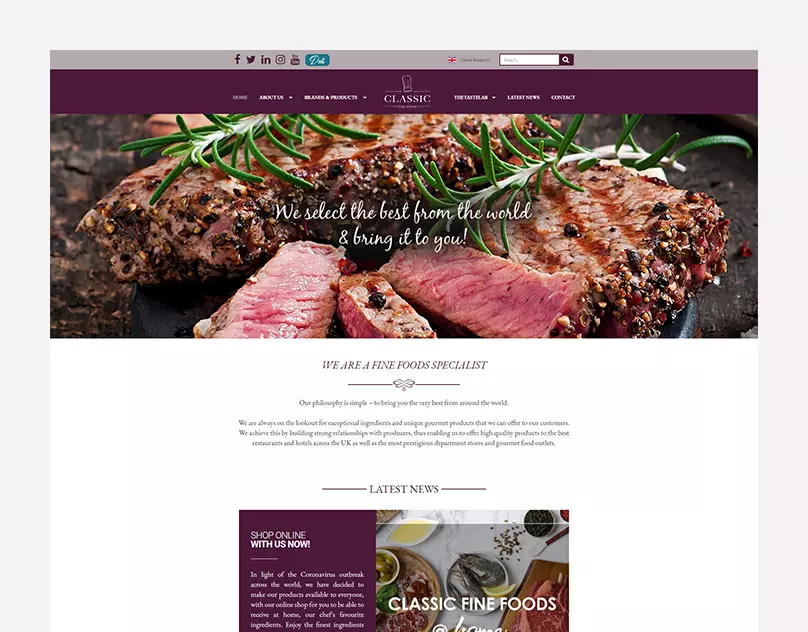 Deli
United Kingdom
Search...
HOME
ABOUT US
BRANDS & PRODUCTS
CLASSIC
FINE FOODS
THETASTELAB
LATEST NEWS
CONTACT
We select the best from the world
& bring it to you!
WE ARE A FINE FOODS SPECIALIST
Our philosophy is simple – to bring you the very best from around the world.
We are always on the lookout for exceptional ingredients and unique gourmet products that we can offer to our customers.
We achieve this by building strong relationships with producers, thus enabling us to offer high quality products to the best
restaurants and hotels across the UK as well as the most prestigious department stores and gourmet food outlets.
LATEST NEWS
SHOP ONLINE
WITH US NOW!
In light of the Coronavirus outbreak
across the world, we have decided to
make our products available to everyone,
with our online shop for you to be able to
receive at home, our chef's favourite
ingredients. Enjoy the finest ingredients
CLASSIC FINE FOODS
@ home